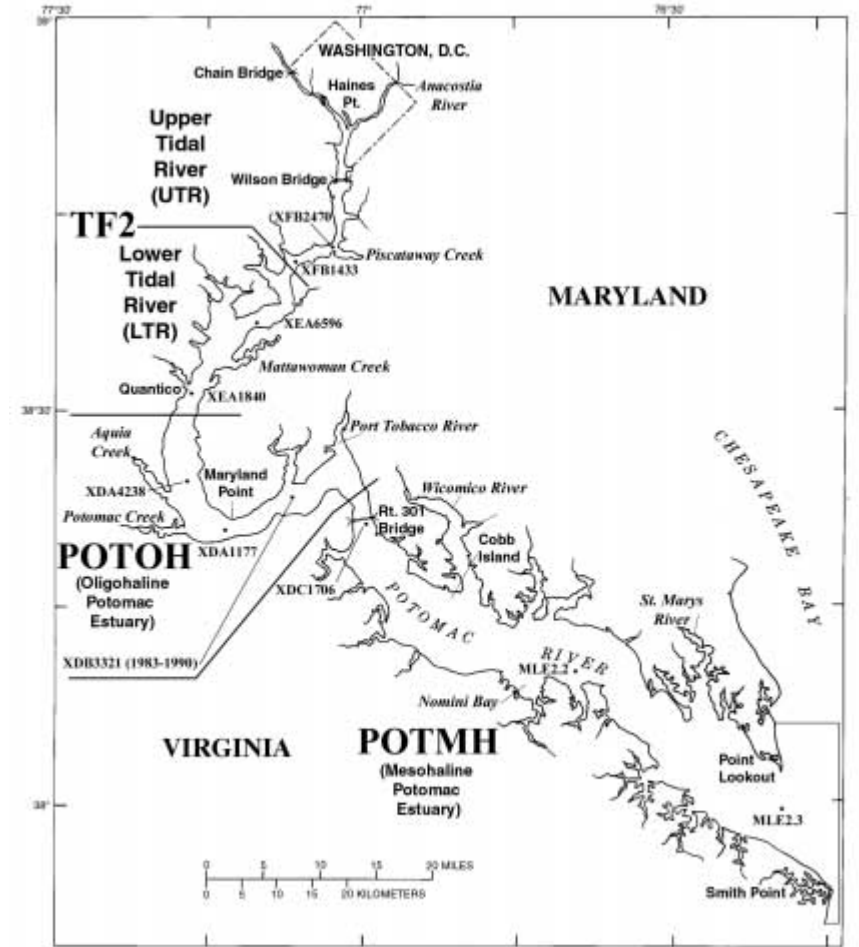 77°30'
77°
76°30'
39°
WASHINGTON, D.C.
Chain Bridge
Haines
Pt.
Anacostia
River
Upper
Tidal
River
(UTR)
Wilson Bridge
TF2
(XFB2470
Piscataway Creek
XFB1433
Lower
Tidal
River
(LTR)
MARYLAND
XEA6596
Mattawoman Creek
Quantico
XEA1840
38°30'
Aquia
Creek
Port Tobacco River
CHESAPEAKE BAY
XDA4238
Maryland
Point
Wicomico River
Potomac Creek
Rt. 301
Bridge
XDA1177
Cobb
Island
POTOH
(Oligohaline
Potomac
Estuary)
XDC1706
POTOMAC
RIVER
St. Marys
River
XDB3321 (1983-1990)
MLE2.2
Nomini Bay
VIRGINIA
POTMH
(Mesohaline
Potomac
Estuary)
Point
Lookout
38°
MLE2.3
0 5 10 15 20 MILES
0 5 10 15 20 KILOMETERS
Smith Point